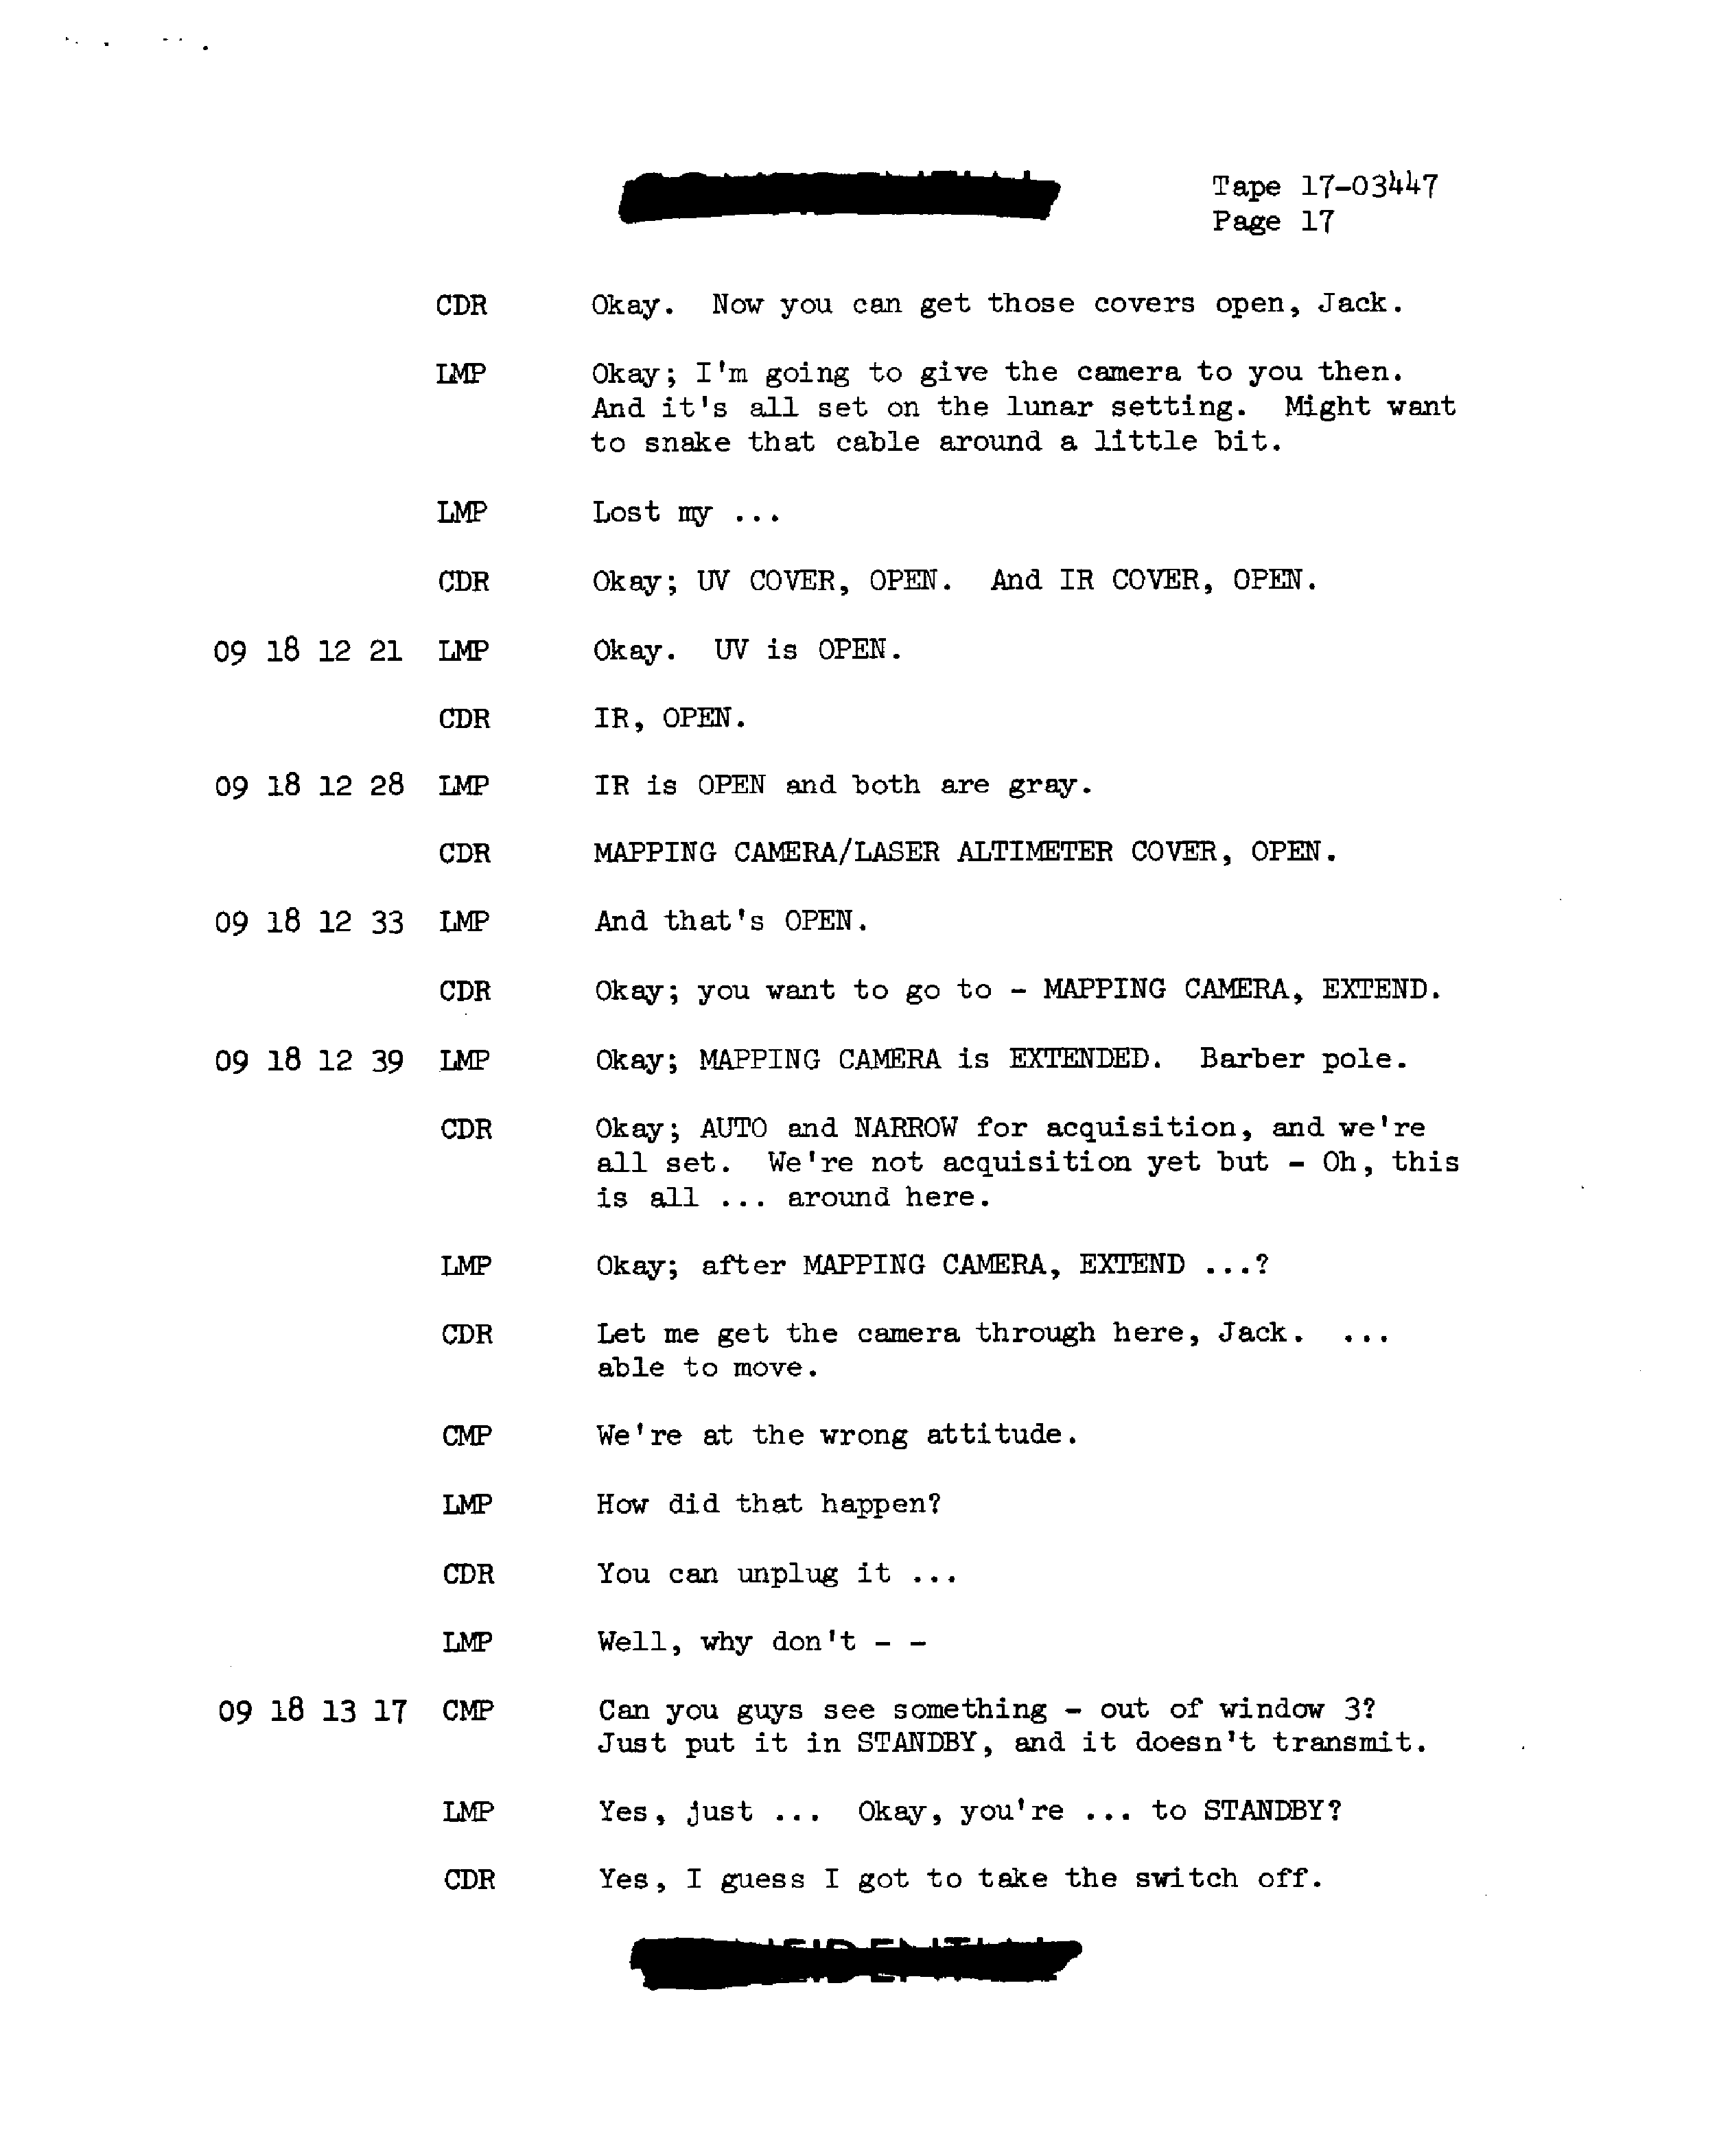 Tape 17-03447
Page 17
CDR Okay. Now you can get those covers open, Jack.
LMP Okay; I'm going to give the camera to you then.
And it's all set on the lunar setting. Might want
to snake that cable around a little bit.
LMP Lost my ...
CDR Okay; UV COVER, OPEN. And IR COVER, OPEN.
09 18 12 21 LMP Okay. UV is OPEN.
CDR IR, OPEN.
09 18 12 28 LMP IR is OPEN and both are gray.
CDR MAPPING CAMERA/LASER ALTIMETER COVER, OPEN.
09 18 12 33 LMP And that's OPEN.
CDR Okay; you want to go to - MAPPING CAMERA, EXTEND.
09 18 12 39 LMP Okay; MAPPING CAMERA is EXTENDED. Barber pole.
CDR Okay; AUTO and NARROW for acquisition, and we're
all set. We're not acquisition yet but - Oh, this
is all ... around here.
LMP Okay; after MAPPING CAMERA, EXTEND ...?
CDR Let me get the camera through here, Jack. ...
able to move.
CMP We're at the wrong attitude.
LMP How did that happen?
CDR You can unplug it ...
LMP Well, why don't - -
09 18 13 17 CMP Can you guys see something - out of window 3?
Just put it in STANDBY, and it doesn't transmit.
LMP Yes, just ... Okay, you're ... to STANDBY?
CDR Yes, I guess I got to take the switch off.